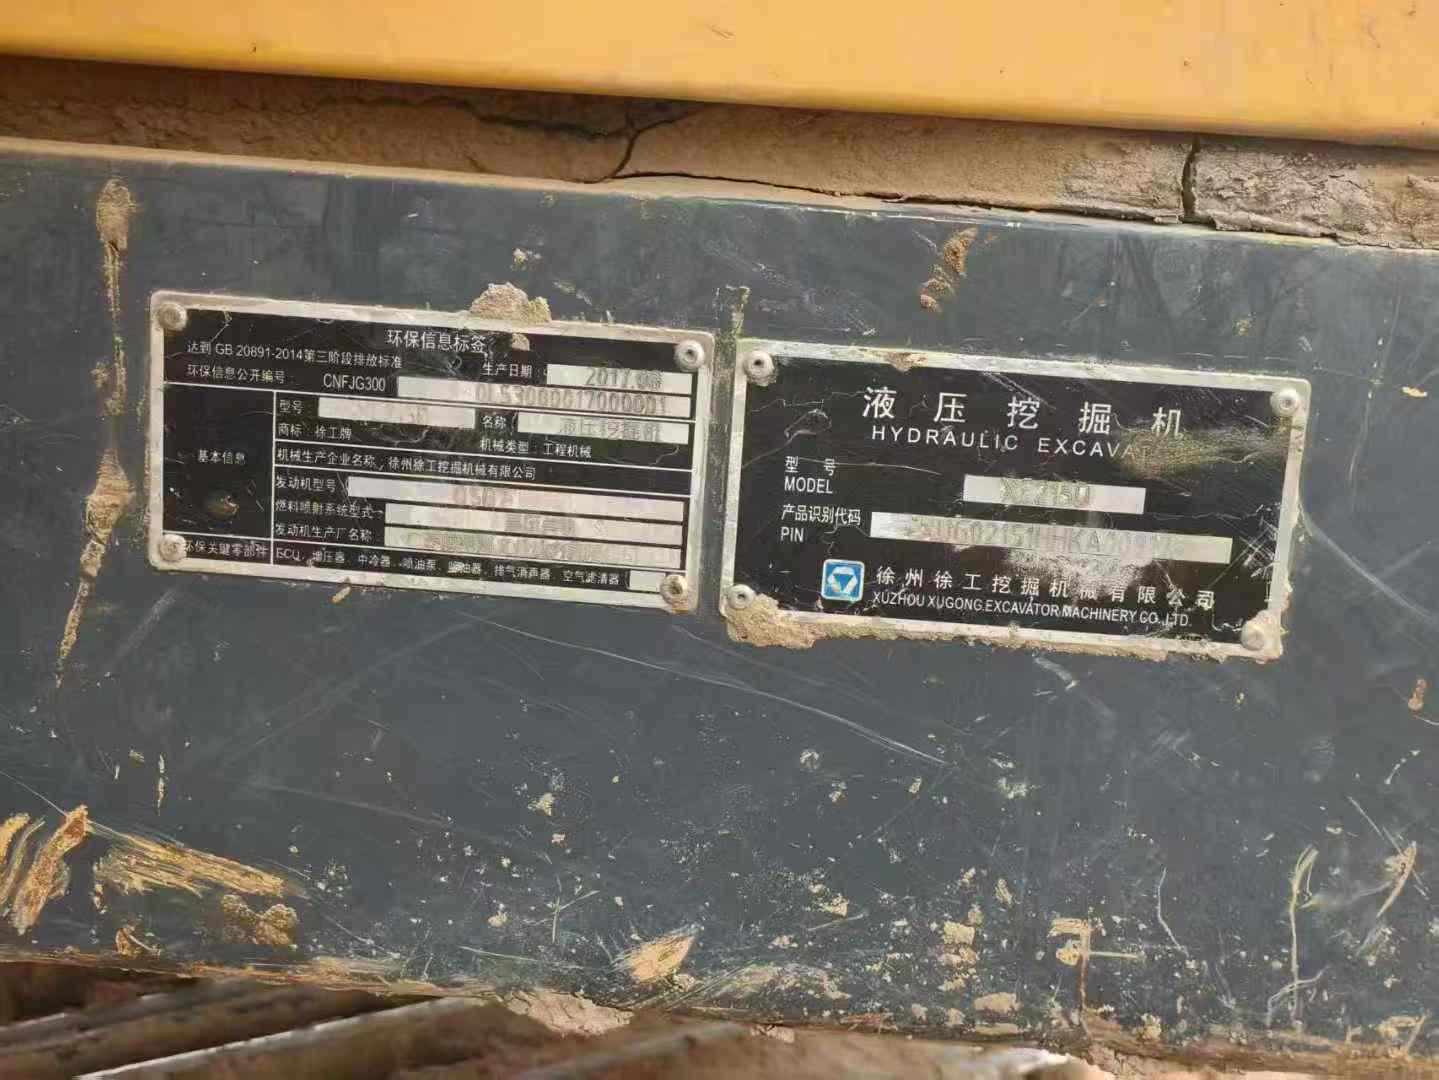 环保信息标签
达到 GB 20891-2014第三阶段排放标准
生产日期: 2017.08
环保信息公开编号: CNFJG300
基本信息
型号:
名称: 液压挖掘机
商标: 徐工牌
机械类型: 工程机械
机械生产企业名称: 徐州徐工挖掘机械有限公司
发动机型号:
燃料喷射系统型式:
发动机生产厂名称
环保关键零部件
ECU、增压器、中冷器、喷油泵、喷油器、排气消声器、空气滤清器
液压挖掘机
HYDRAULIC
型号
MODEL
产品识别代码
PIN
徐州徐工挖掘机械有限公司
XUZHOU XUGONG EXCAVATOR MACHINERY CO.,LTD.